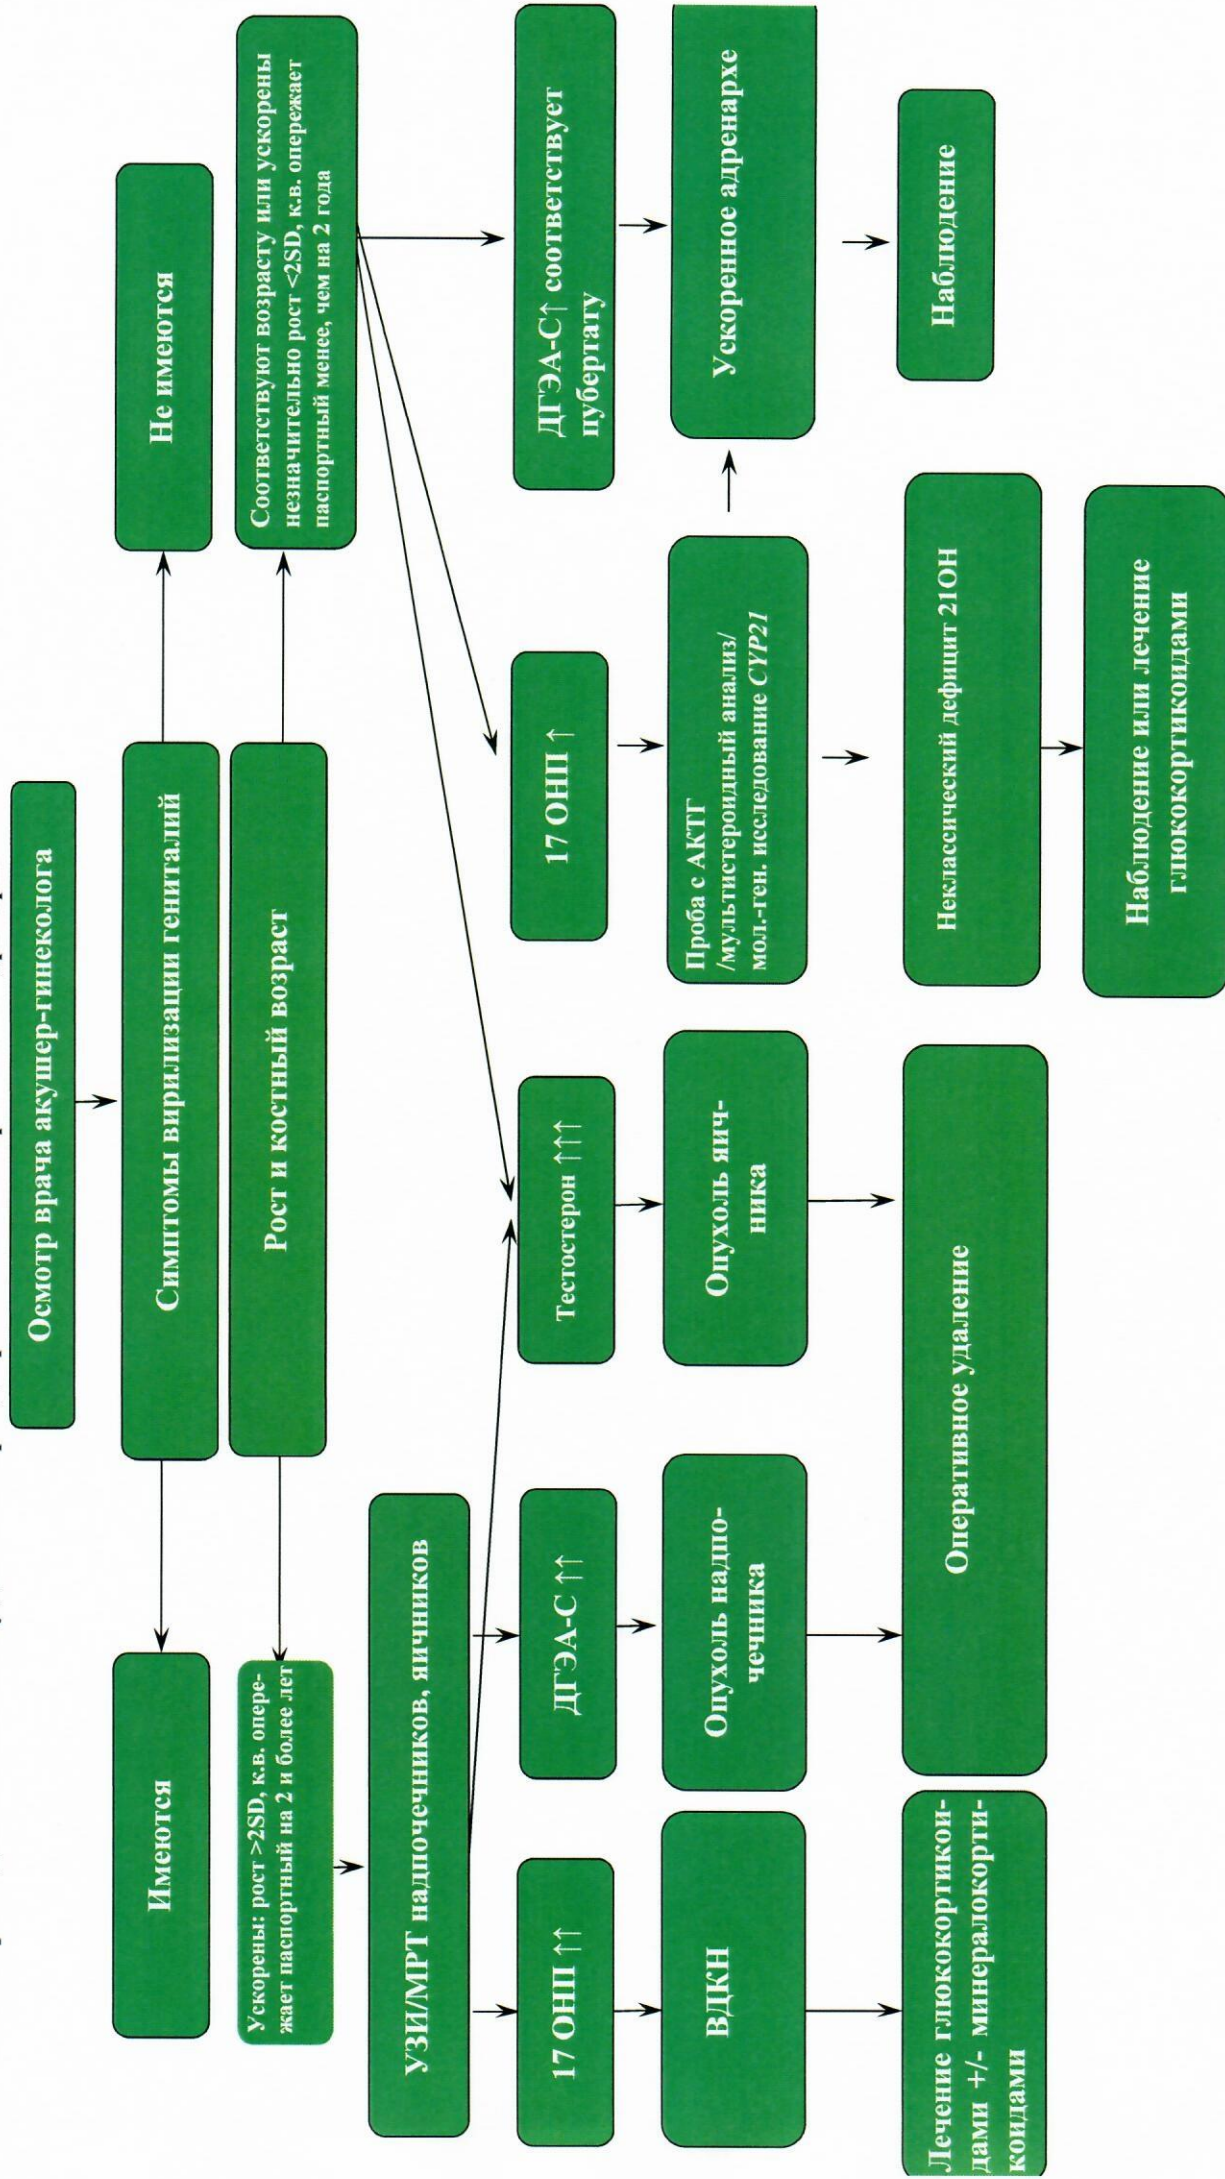 Осмотр врача акушер-гинеколога
Симптомы вирилизации гениталий
Имеются
Не имеются
Рост и костный возраст
Ускорены: рост >2SD, к.в. опере-
жает паспортный на 2 и более лет
Соответствуют возрасту или ускорены
незначительно рост <2SD, к.в. опережает
паспортный менее, чем на 2 года
УЗИ/МРТ надпочечников, яичников
17 ОНП ↑↑
ДГЭА-С ↑↑
Тестостерон ↑↑↑
17 ОНП ↑
ДГЭА-С↑ соответствует
пубертату
ВДКН
Опухоль надпо-
чечника
Опухоль яич-
ника
Проба с АКТГ
/мультистероидный анализ/
мол.-ген. исследование CYP21
Ускоренное адренархе
Лечение глюкокортикои-
дами +/- минералокорти-
коидами
Оперативное удаление
Неклассический дефицит 21ОН
Наблюдение
Наблюдение или лечение
глюкокортикоидами